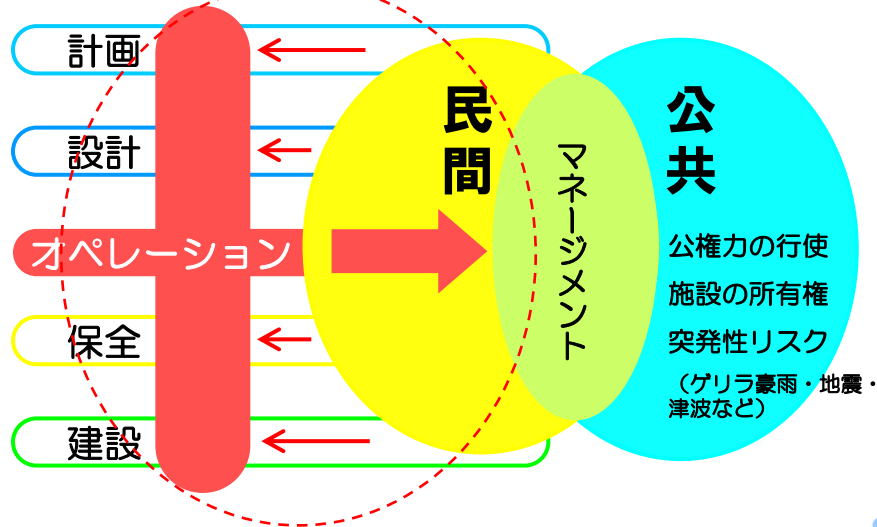 計画
設計
オペレーション
保全
建設
民間
マネージメント
公共
公権力の行使
施設の所有権
突発性リスク
（ゲリラ豪雨・地震・
津波など）